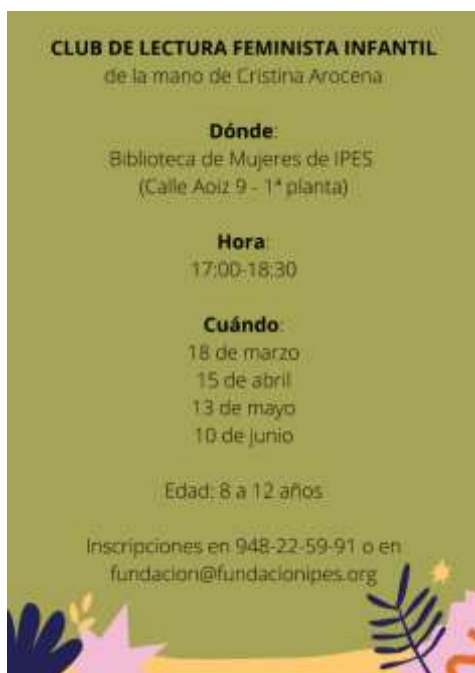 CLUB DE LECTURA FEMINISTA INFANTIL
de la mano de Cristina Arocena
Dónde:
Biblioteca de Mujeres de IPES
(Calle Aoiz 9 - 1ª planta)
Hora:
17:00-18:30
Cuándo:
18 de marzo
15 de abril
13 de mayo
10 de junio
Edad: 8 a 12 años
Inscripciones en 948-22-59-91 o en
fundacion@fundacionipes.org